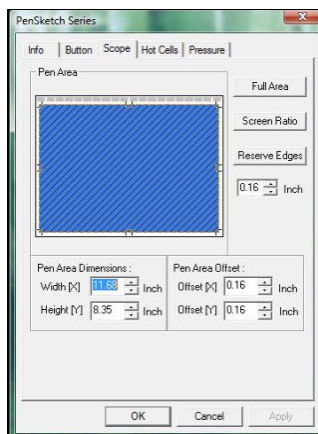 PenSketch Series
Info Button Scope Hot Cells Pressure
Pen Area
Full Area
Screen Ratio
Reserve Edges
0.16 Inch
Pen Area Dimensions :
Width [X] 11.68 Inch
Height [Y] 8.35 Inch
Pen Area Offset :
Offset [X] 0.16 Inch
Offset [Y] 0.16 Inch
OK Cancel Apply